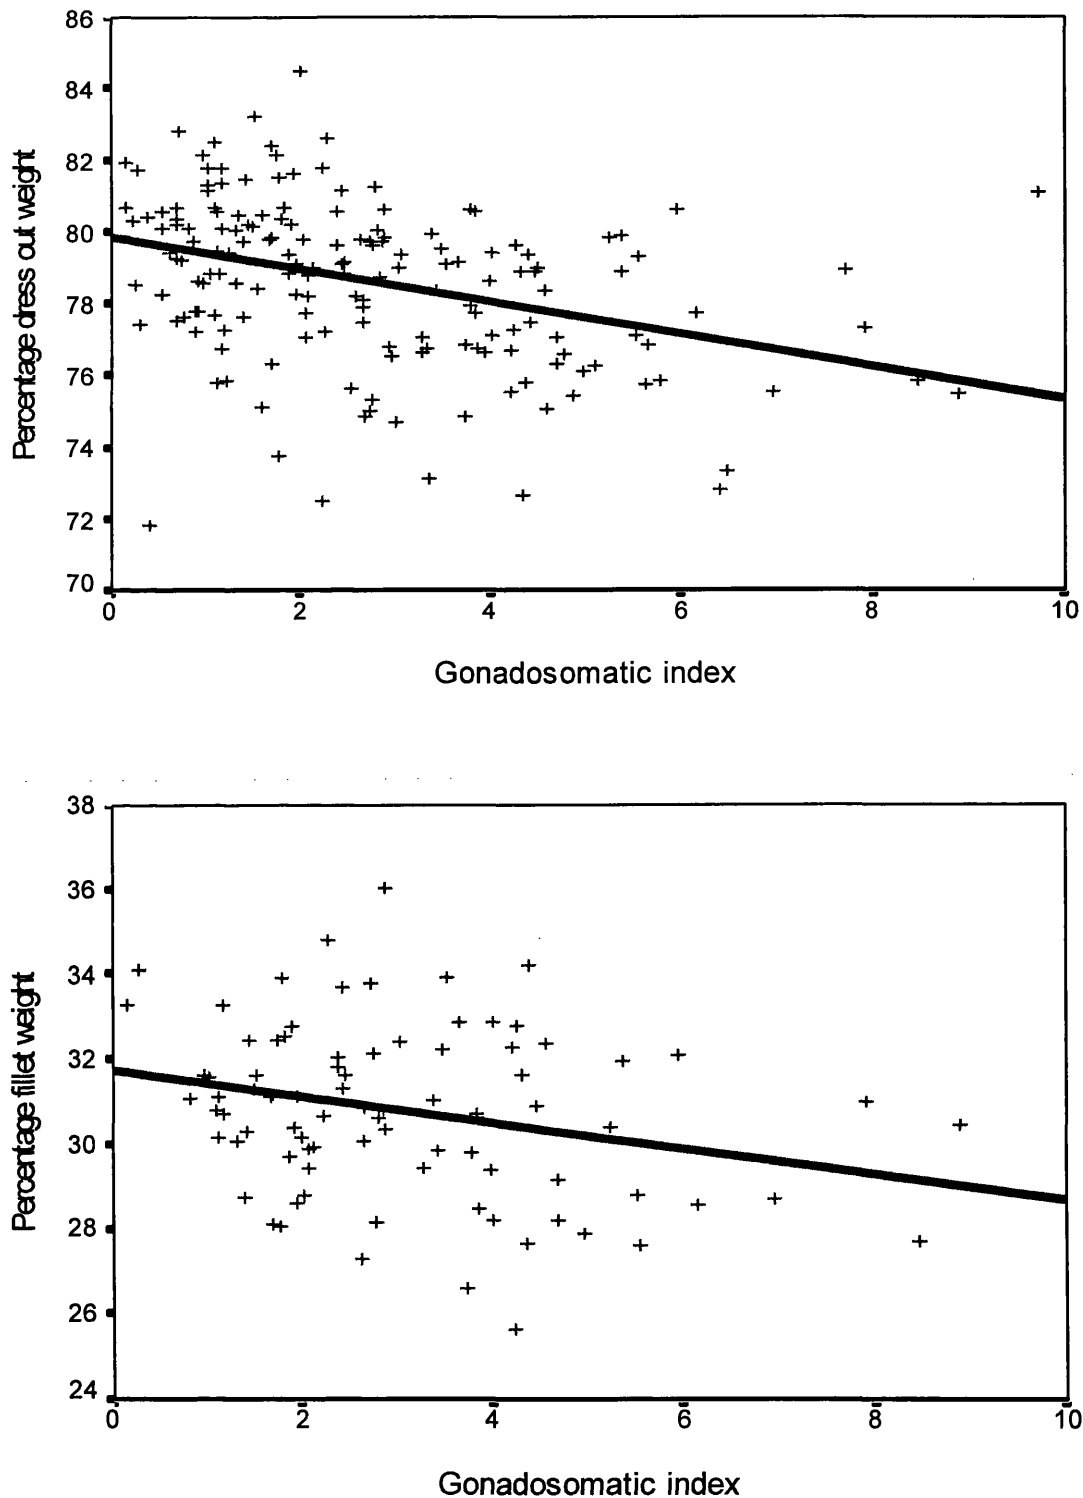 86
84
82
80
78
76
74
72
70
Percentage dress out weight
0 2 4 6 8 10
Gonadosomatic index
38
36
34
32
30
28
26
24
Percentage fillet weight
0 2 4 6 8 10
Gonadosomatic index